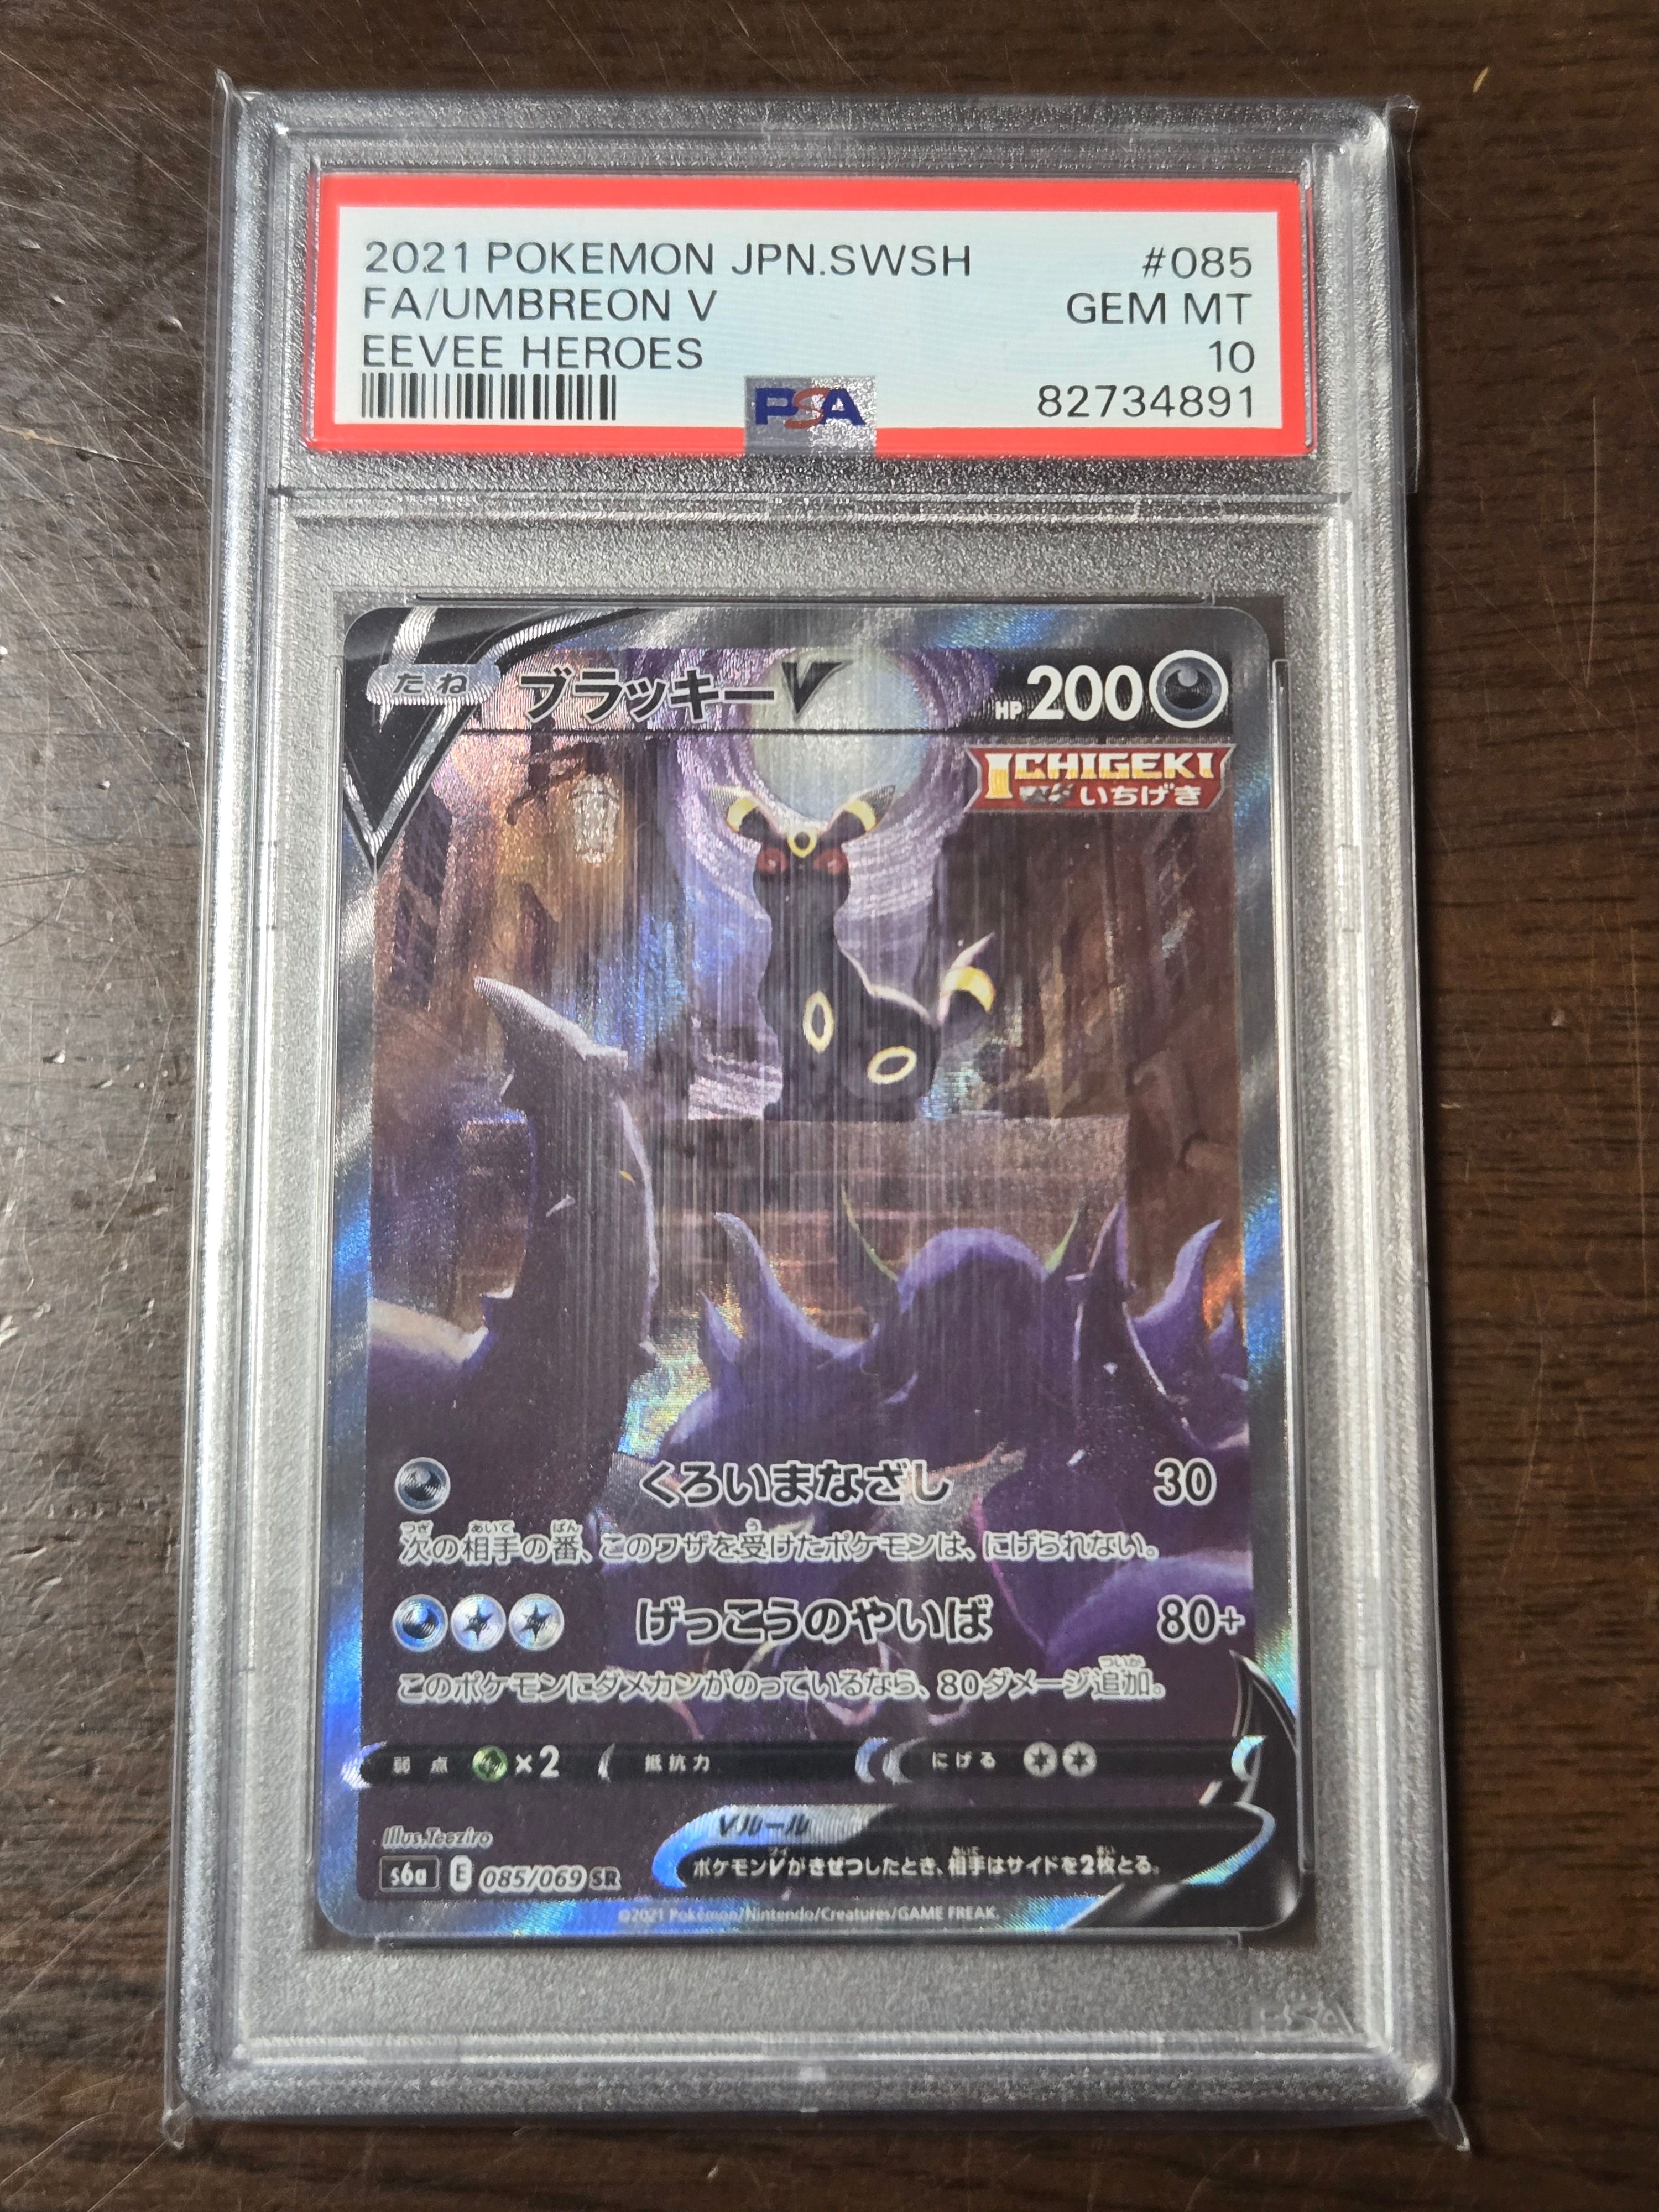 2021 POKEMON JPN.SWSH #085
FA/UMBREON V GEM MT
EEVEE HEROES 10
PSA 82734891
たね ブラッキーV HP 200
ICHIGEKI
いちげき
くろいまなざし 30
次の相手の番、このワザを受けたポケモンは、にげられない。
げっこうのやいば 80+
このポケモンにダメカンがのっているなら、80ダメージ追加。
弱点 ×2 抵抗力 にげる
Illus.Teeziro
Vルール
ポケモンVがきぜつしたとき、相手はサイドを2枚とる。
s6a E 085/069 SR
©2021 Pokémon/Nintendo/Creatures/GAME FREAK.
PSA